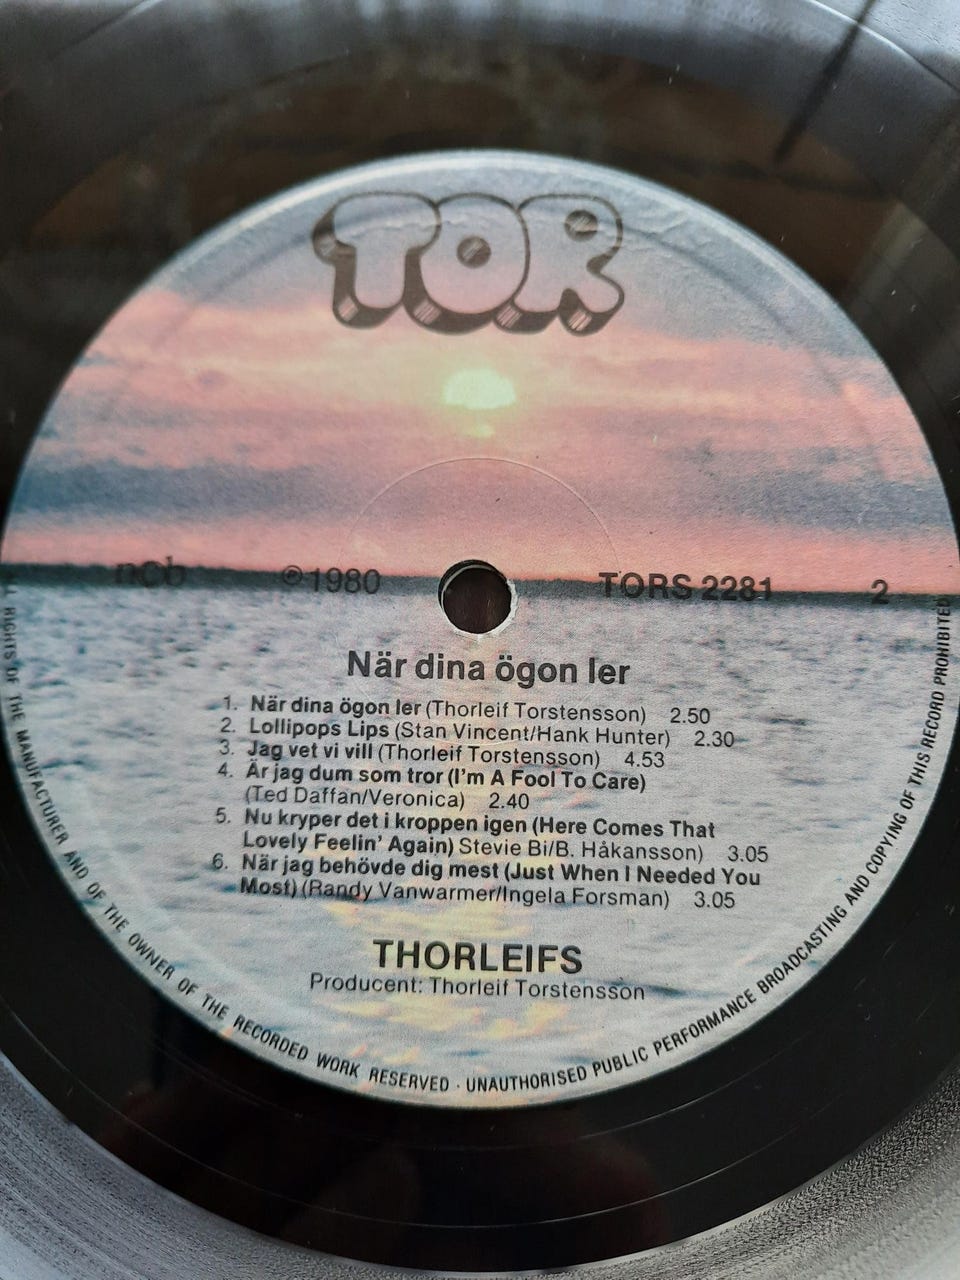 TOR
ncb ℗1980 TORS 2281 2
När dina ögon ler
1. När dina ögon ler (Thorleif Torstensson) 2.50
2. Lollipops Lips (Stan Vincent/Hank Hunter) 2.30
3. Jag vet vi vill (Thorleif Torstensson) 4.53
4. Är jag dum som tror (I'm A Fool To Care)
(Ted Daffan/Veronica) 2.40
5. Nu kryper det i kroppen igen (Here Comes That
Lovely Feelin' Again) Stevie Bi/B. Håkansson) 3.05
6. När jag behövde dig mest (Just When I Needed You
Most) (Randy Vanwarmer/Ingela Forsman) 3.05
THORLEIFS
Producent: Thorleif Torstensson
ALL RIGHTS OF THE MANUFACTURER AND OF THE OWNER OF THE RECORDED WORK RESERVED · UNAUTHORISED PUBLIC PERFORMANCE BROADCASTING AND COPYING OF THIS RECORD PROHIBITED